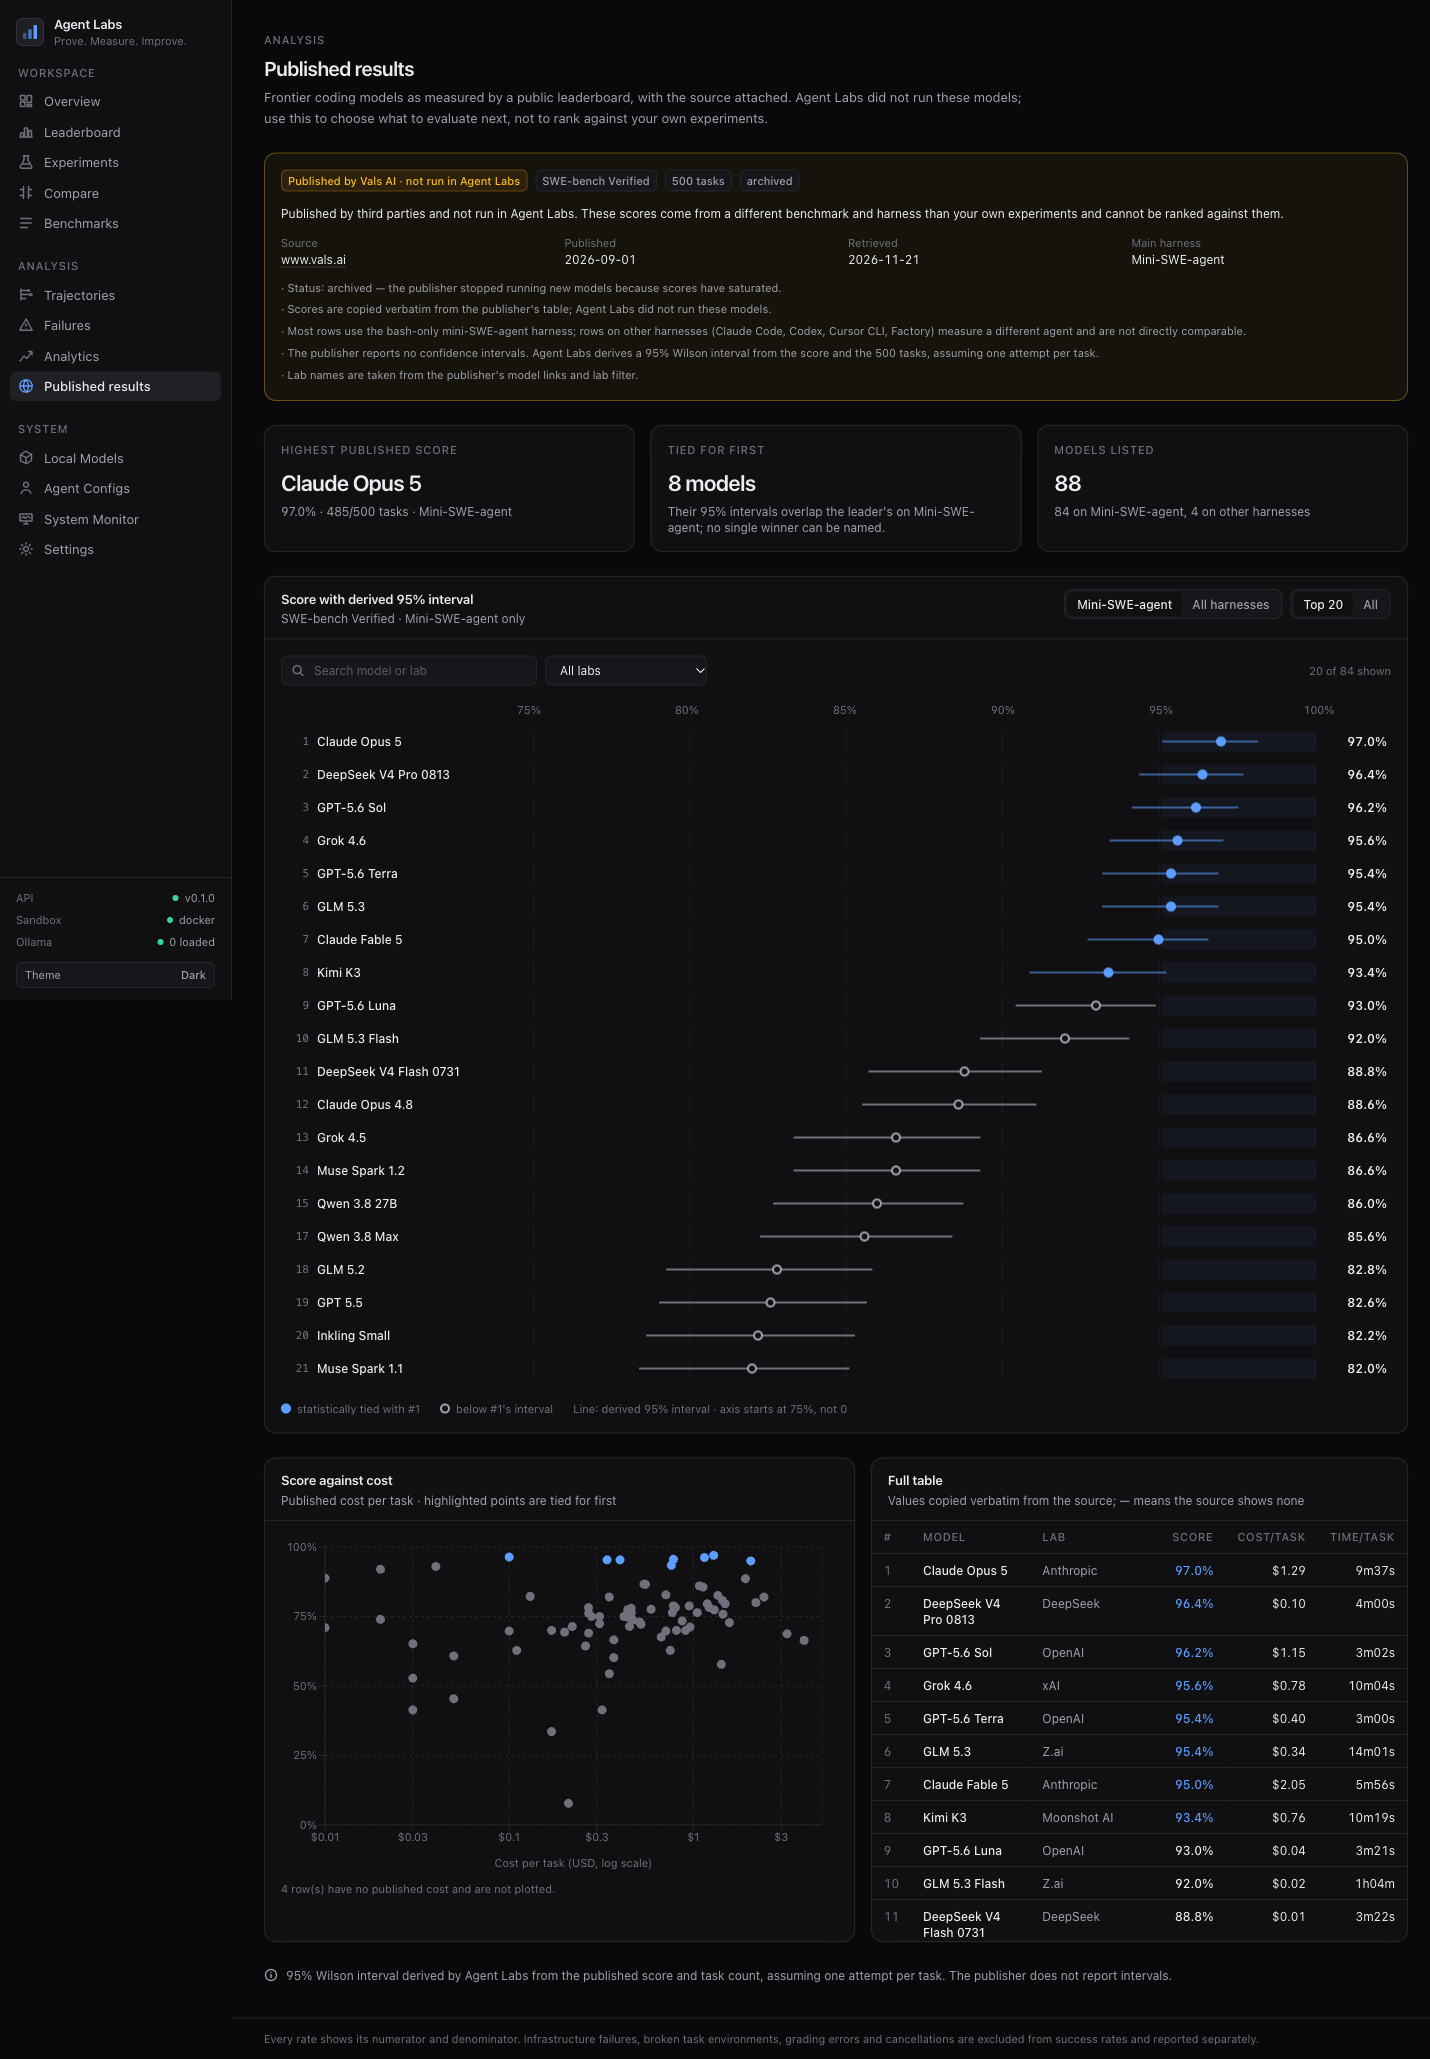 Agent Labs
Prove. Measure. Improve.
WORKSPACE
Overview
Leaderboard
Experiments
Compare
Benchmarks
ANALYSIS
Trajectories
Failures
Analytics
Published results
SYSTEM
Local Models
Agent Configs
System Monitor
Settings
API v0.1.0
Sandbox docker
Ollama 0 loaded
Theme Dark
ANALYSIS
Published results
Frontier coding models as measured by a public leaderboard, with the source attached. Agent Labs did not run these models;
use this to choose what to evaluate next, not to rank against your own experiments.
Published by Vals AI · not run in Agent Labs SWE-bench Verified 500 tasks archived
Published by third parties and not run in Agent Labs. These scores come from a different benchmark and harness than your own experiments and cannot be ranked against them.
Source Published Retrieved Main harness
www.vals.ai 2026-09-01 2026-11-21 Mini-SWE-agent
· Status: archived — the publisher stopped running new models because scores have saturated.
· Scores are copied verbatim from the publisher's table; Agent Labs did not run these models.
· Most rows use the bash-only mini-SWE-agent harness; rows on other harnesses (Claude Code, Codex, Cursor CLI, Factory) measure a different agent and are not directly comparable.
· The publisher reports no confidence intervals. Agent Labs derives a 95% Wilson interval from the score and the 500 tasks, assuming one attempt per task.
· Lab names are taken from the publisher's model links and lab filter.
HIGHEST PUBLISHED SCORE
Claude Opus 5
97.0% · 485/500 tasks · Mini-SWE-agent
TIED FOR FIRST
8 models
Their 95% intervals overlap the leader's on Mini-SWE-
agent; no single winner can be named.
MODELS LISTED
88
84 on Mini-SWE-agent, 4 on other harnesses
Score with derived 95% interval
SWE-bench Verified · Mini-SWE-agent only
Mini-SWE-agent All harnesses Top 20 All
Search model or lab All labs 20 of 84 shown
75% 80% 85% 90% 95% 100%
1 Claude Opus 5 97.0%
2 DeepSeek V4 Pro 0813 96.4%
3 GPT-5.6 Sol 96.2%
4 Grok 4.6 95.6%
5 GPT-5.6 Terra 95.4%
6 GLM 5.3 95.4%
7 Claude Fable 5 95.0%
8 Kimi K3 93.4%
9 GPT-5.6 Luna 93.0%
10 GLM 5.3 Flash 92.0%
11 DeepSeek V4 Flash 0731 88.8%
12 Claude Opus 4.8 88.6%
13 Grok 4.5 86.6%
14 Muse Spark 1.2 86.6%
15 Qwen 3.8 27B 86.0%
17 Qwen 3.8 Max 85.6%
18 GLM 5.2 82.8%
19 GPT 5.5 82.6%
20 Inkling Small 82.2%
21 Muse Spark 1.1 82.0%
statistically tied with #1 below #1's interval Line: derived 95% interval · axis starts at 75%, not 0
Score against cost
Published cost per task · highlighted points are tied for first
100%
75%
50%
25%
0%
$0.01 $0.03 $0.1 $0.3 $1 $3
Cost per task (USD, log scale)
4 row(s) have no published cost and are not plotted.
Full table
Values copied verbatim from the source; — means the source shows none
# MODEL LAB SCORE COST/TASK TIME/TASK
1 Claude Opus 5 Anthropic 97.0% $1.29 9m37s
2 DeepSeek V4 Pro 0813 DeepSeek 96.4% $0.10 4m00s
3 GPT-5.6 Sol OpenAI 96.2% $1.15 3m02s
4 Grok 4.6 xAI 95.6% $0.78 10m04s
5 GPT-5.6 Terra OpenAI 95.4% $0.40 3m00s
6 GLM 5.3 Z.ai 95.4% $0.34 14m01s
7 Claude Fable 5 Anthropic 95.0% $2.05 5m56s
8 Kimi K3 Moonshot AI 93.4% $0.76 10m19s
9 GPT-5.6 Luna OpenAI 93.0% $0.04 3m21s
10 GLM 5.3 Flash Z.ai 92.0% $0.02 1h04m
11 DeepSeek V4 Flash 0731 DeepSeek 88.8% $0.01 3m22s
95% Wilson interval derived by Agent Labs from the published score and task count, assuming one attempt per task. The publisher does not report intervals.
Every rate shows its numerator and denominator. Infrastructure failures, broken task environments, grading errors and cancellations are excluded from success rates and reported separately.